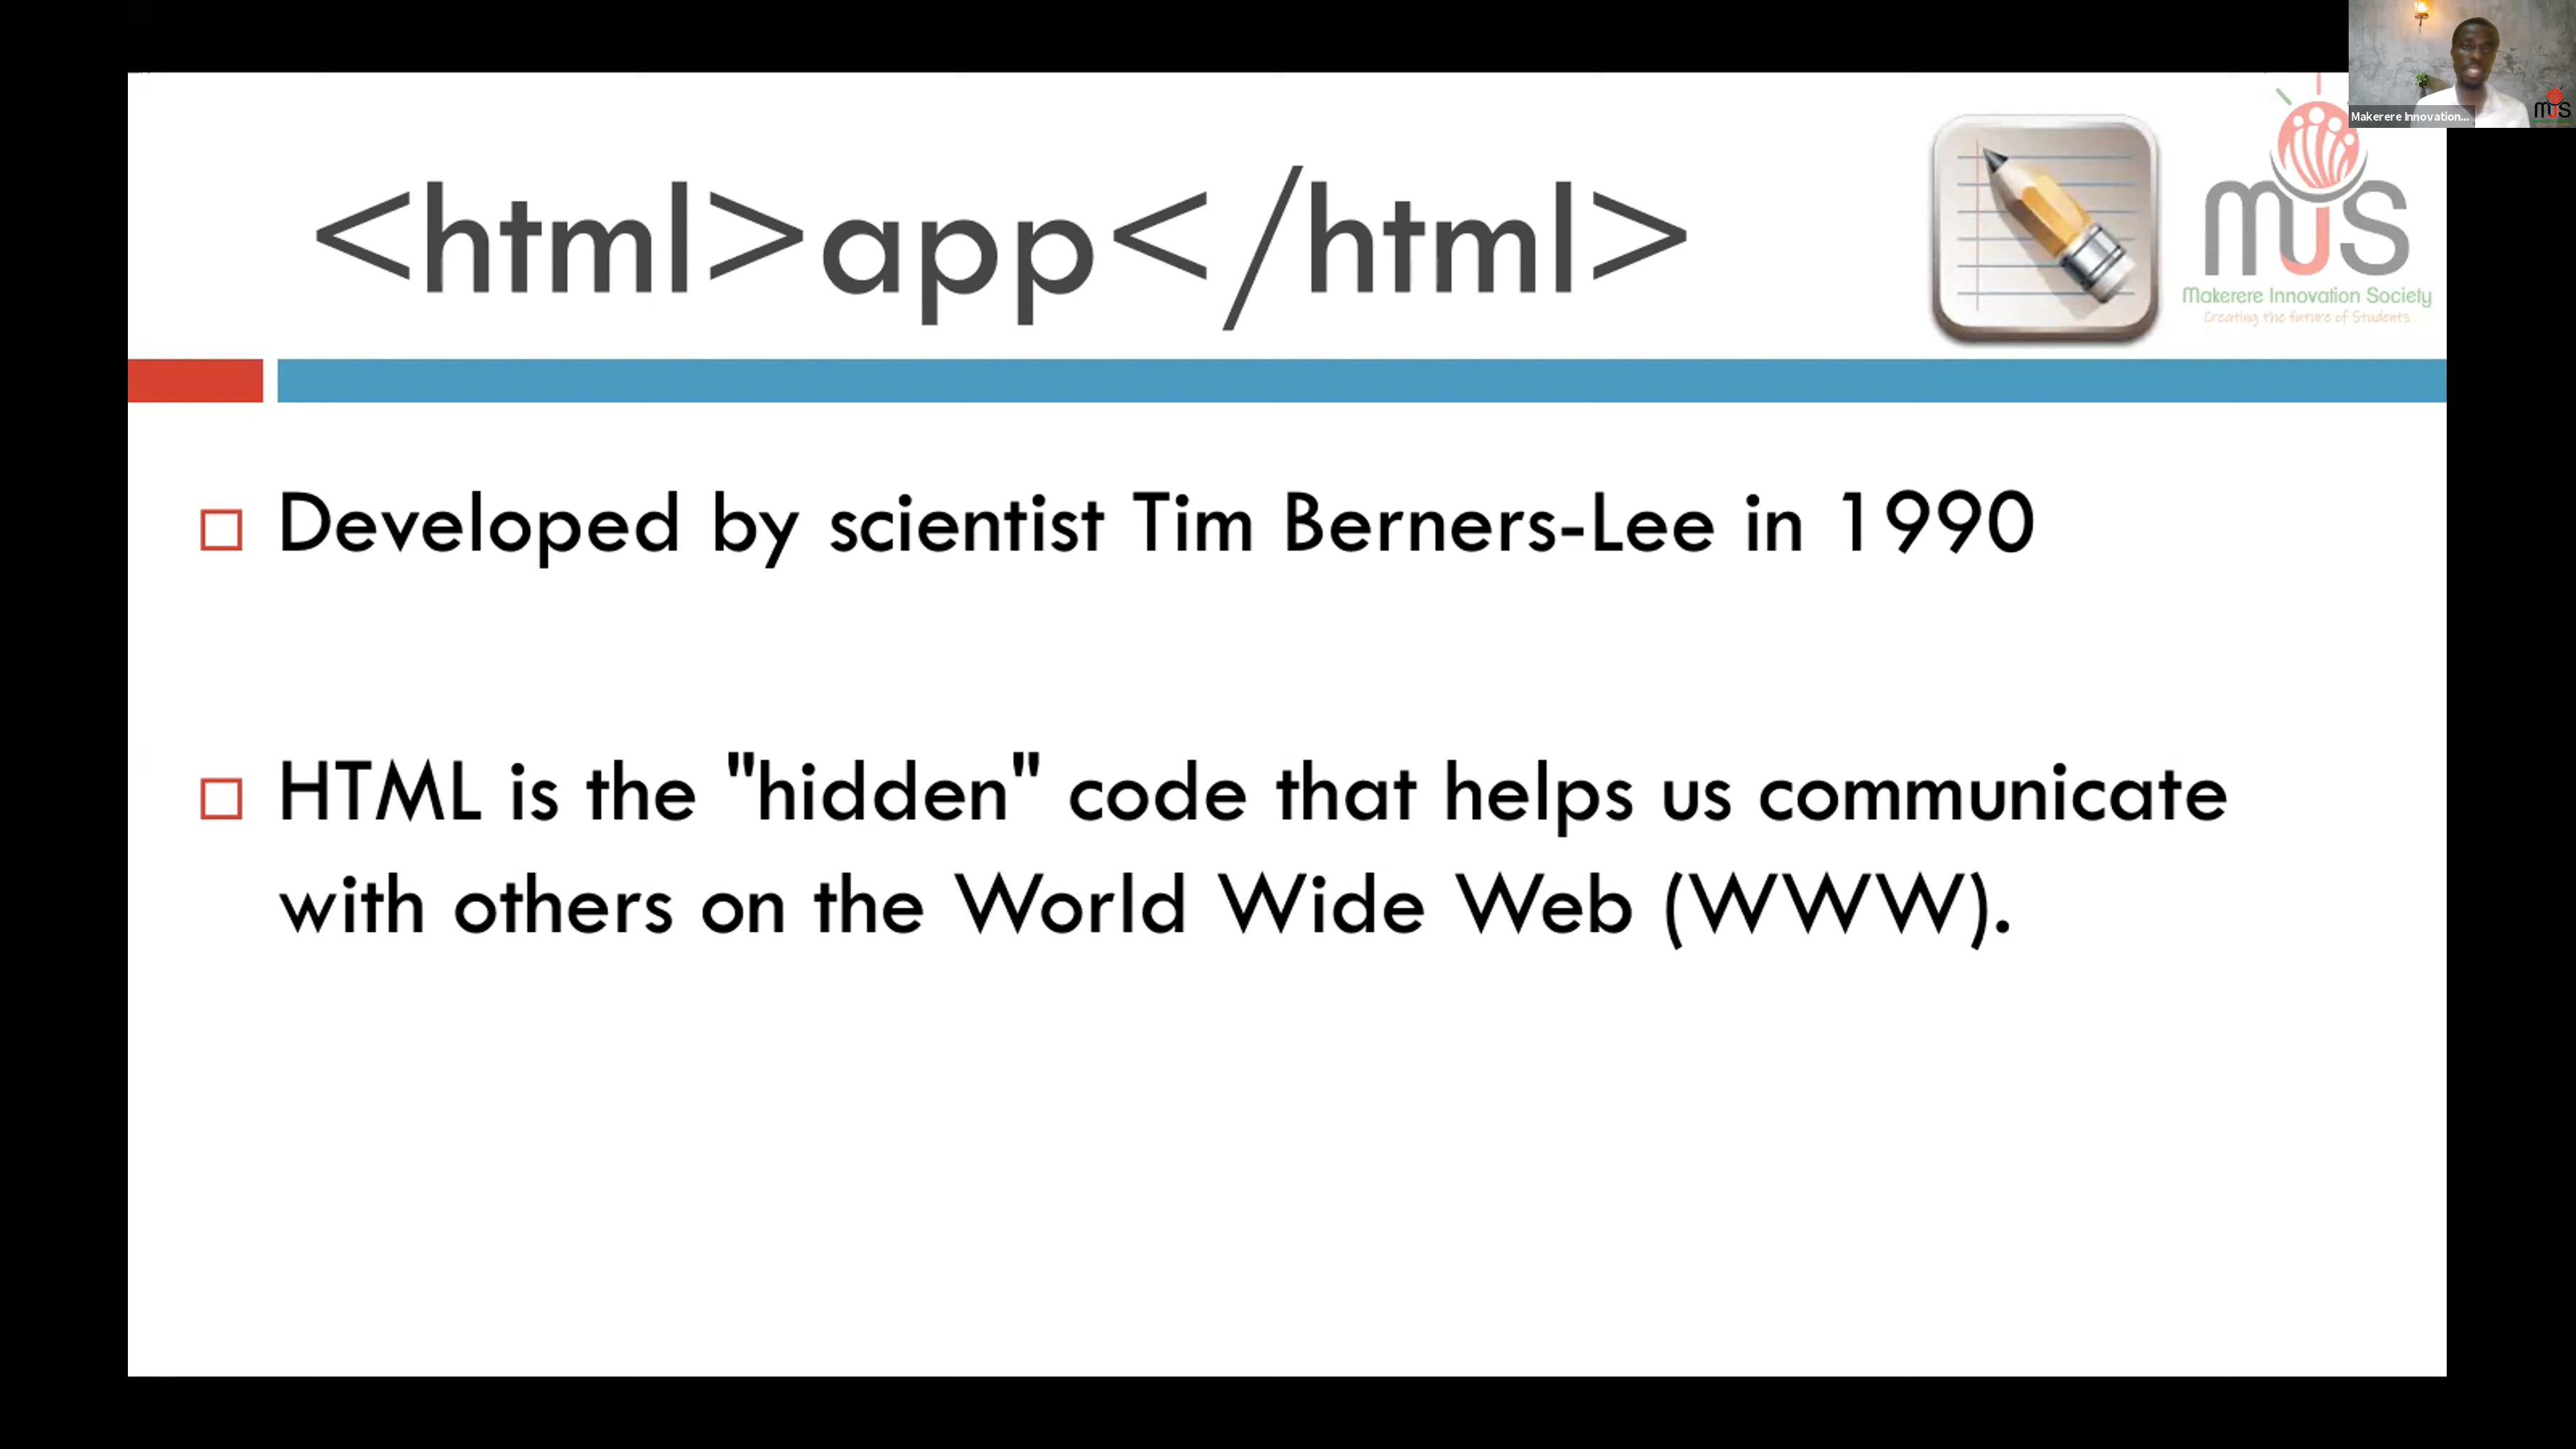 <html>app</html>
mis
Makerere Innovation Society
Creating the future of Students
Makerere Innovation...
mis
Developed by scientist Tim Berners-Lee in 1990
HTML is the "hidden" code that helps us communicate
with others on the World Wide Web (WWW).